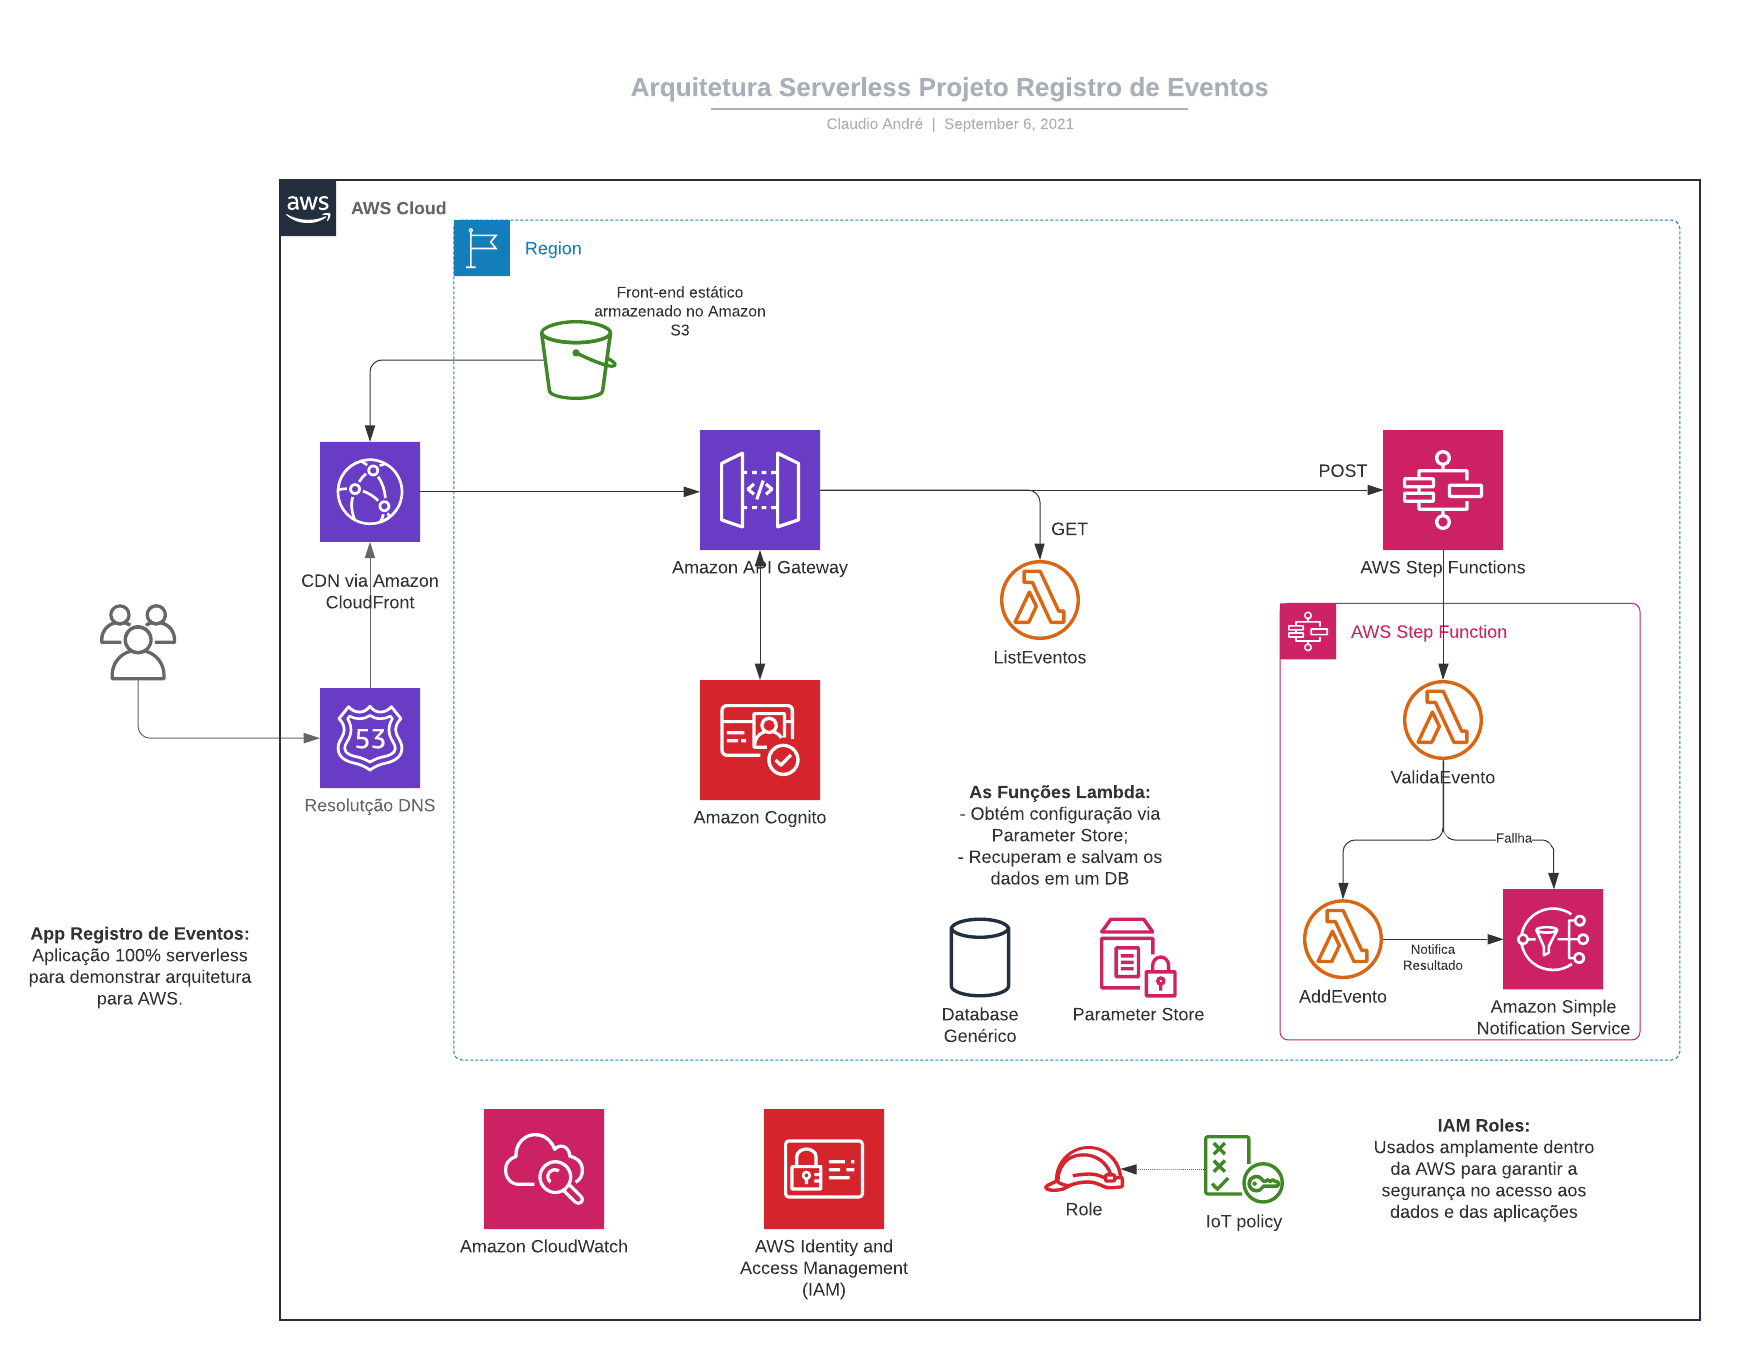 Arquitetura Serverless Projeto Registro de Eventos
Claudio André | September 6, 2021
aws
AWS Cloud
Region
Front-end estático
armazenado no Amazon
S3
POST
GET
Amazon API Gateway
AWS Step Functions
CDN via Amazon
CloudFront
AWS Step Function
ListEventos
53
ValidaEvento
Resolutção DNS
Amazon Cognito
As Funções Lambda:
- Obtém configuração via
Parameter Store;
- Recuperam e salvam os
dados em um DB
Fallha
App Registro de Eventos:
Aplicação 100% serverless
para demonstrar arquitetura
para AWS.
Notifica
Resultado
AddEvento
Amazon Simple
Notification Service
Database
Genérico
Parameter Store
IAM Roles:
Usados amplamente dentro
da AWS para garantir a
segurança no acesso aos
dados e das aplicações
Role
IoT policy
Amazon CloudWatch
AWS Identity and
Access Management
(IAM)